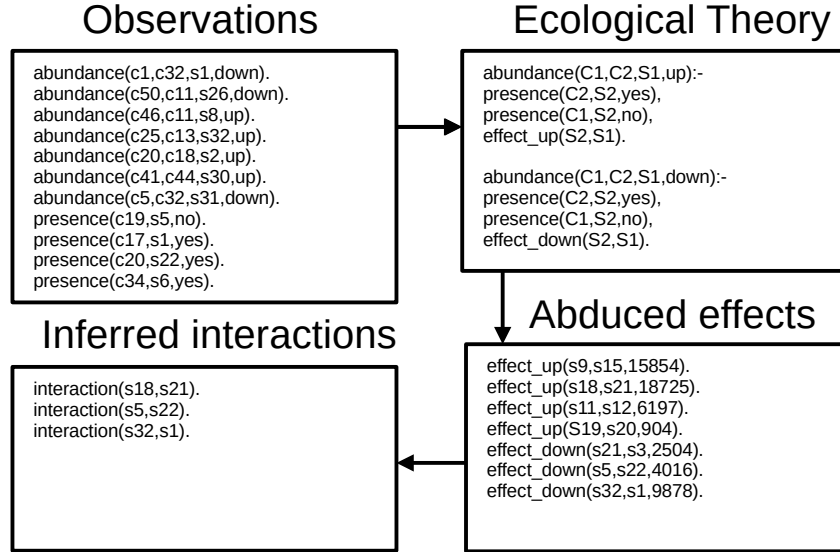 Observations
abundance(c1,c32,s1,down).
abundance(c50,c11,s26,down).
abundance(c46,c11,s8,up).
abundance(c25,c13,s32,up).
abundance(c20,c18,s2,up).
abundance(c41,c44,s30,up).
abundance(c5,c32,s31,down).
presence(c19,s5,no).
presence(c17,s1,yes).
presence(c20,s22,yes).
presence(c34,s6,yes).
Ecological Theory
abundance(C1,C2,S1,up):-
presence(C2,S2,yes),
presence(C1,S2,no),
effect_up(S2,S1).
abundance(C1,C2,S1,down):-
presence(C2,S2,yes),
presence(C1,S2,no),
effect_down(S2,S1).
Abduced effects
effect_up(s9,s15,15854).
effect_up(s18,s21,18725).
effect_up(s11,s12,6197).
effect_up(S19,s20,904).
effect_down(s21,s3,2504).
effect_down(s5,s22,4016).
effect_down(s32,s1,9878).
Inferred interactions
interaction(s18,s21).
interaction(s5,s22).
interaction(s32,s1).